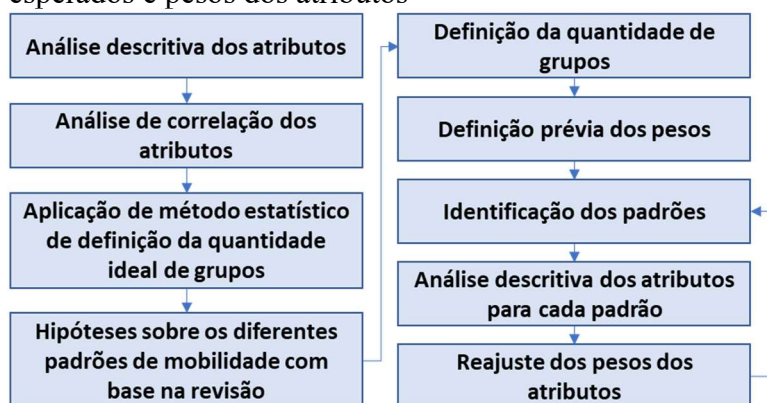 esperados e pesos dos atributos
Análise descritiva dos atributos
Análise de correlação dos
atributos
Aplicação de método estatístico
de definição da quantidade
ideal de grupos
Hipóteses sobre os diferentes
padrões de mobilidade com
base na revisão
Definição da quantidade de
grupos
Definição prévia dos pesos
Identificação dos padrões
Análise descritiva dos atributos
para cada padrão
Reajuste dos pesos dos
atributos